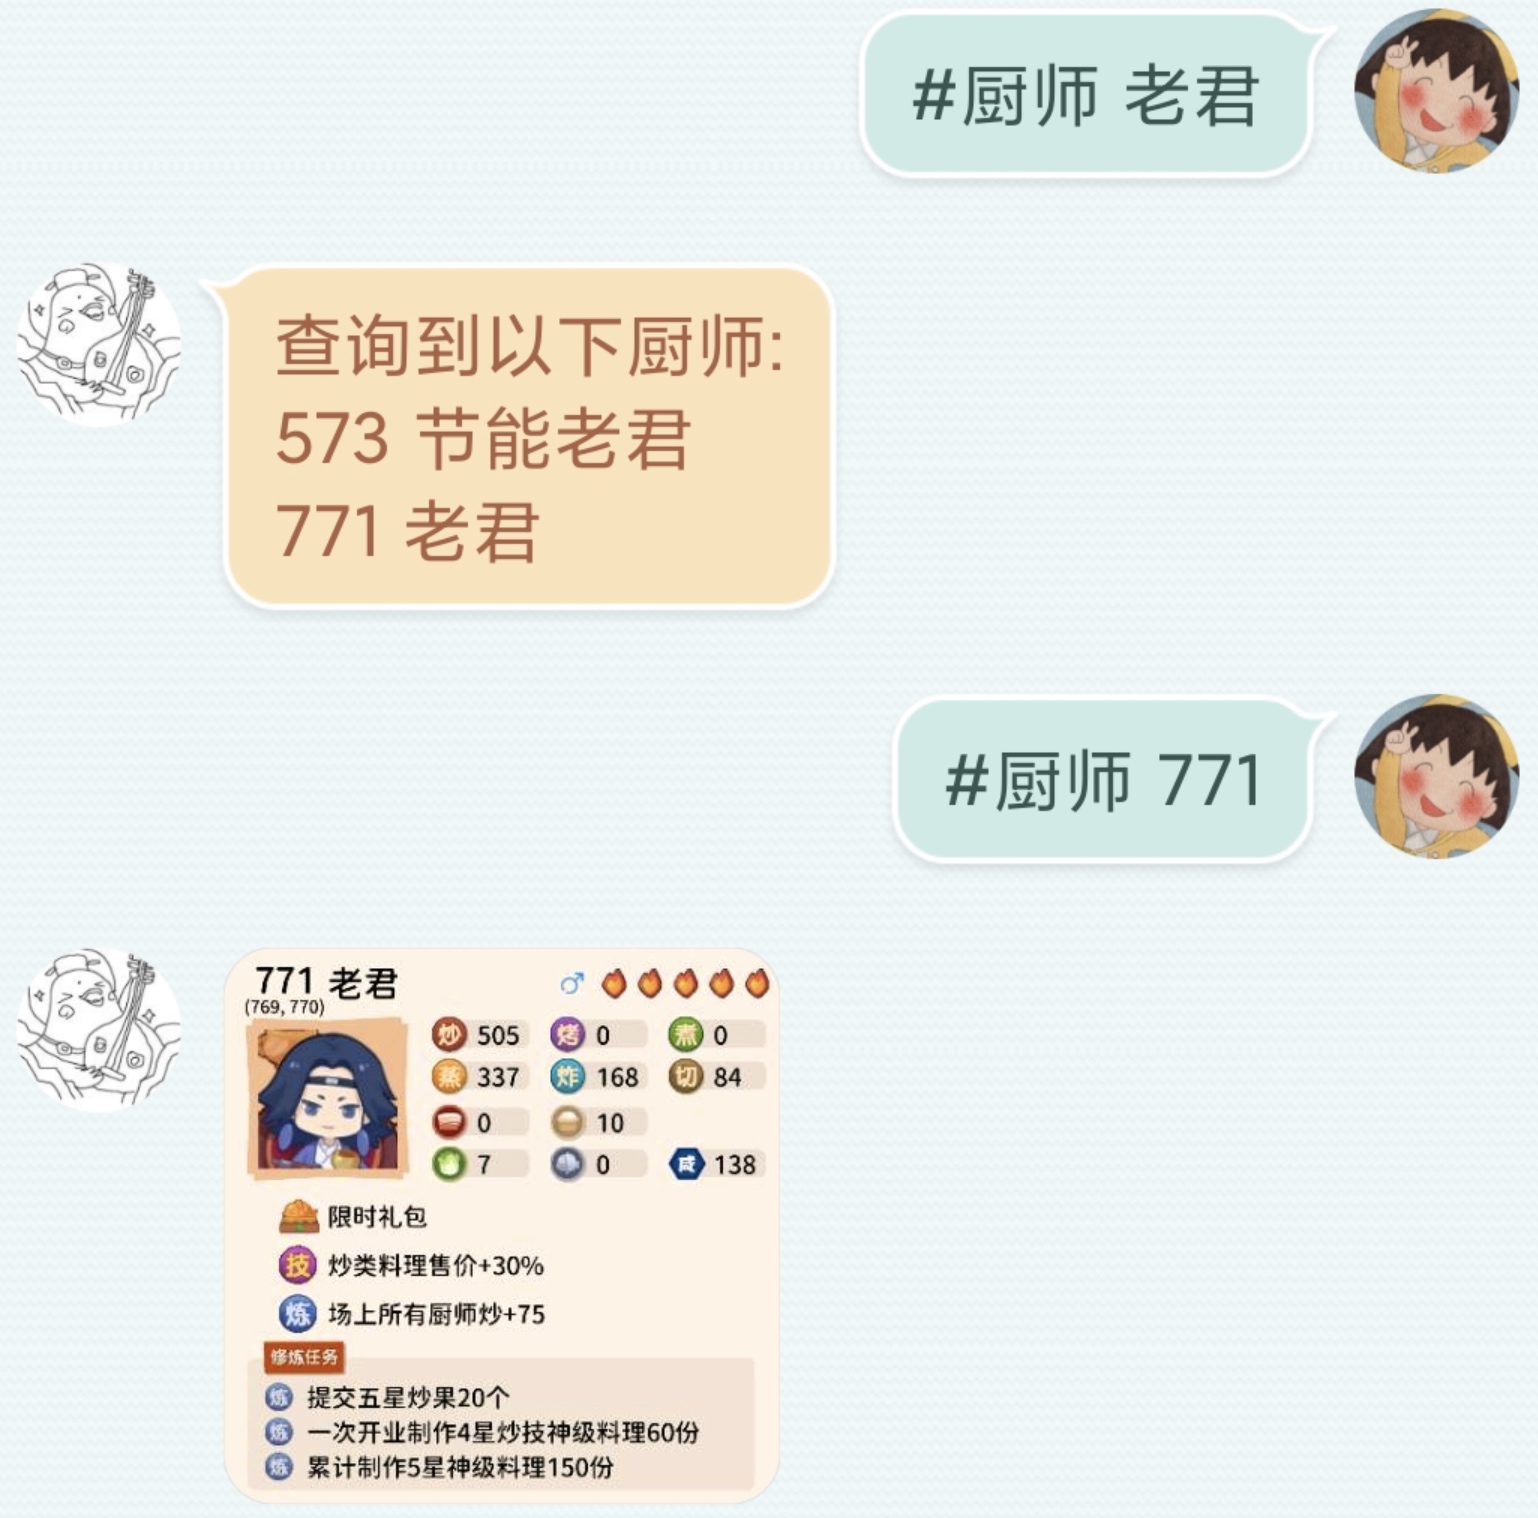 #厨师 老君
查询到以下厨师:
573 节能老君
771 老君
#厨师 771
771 老君
(769, 770)
炒 505 烤 0 煮 0
蒸 337 炸 168 切 84
0 10
7 0 咸 138
限时礼包
技 炒类料理售价+30%
炼 场上所有厨师炒+75
修炼任务
炼 提交五星炒果20个
炼 一次开业制作4星炒技神级料理60份
炼 累计制作5星神级料理150份